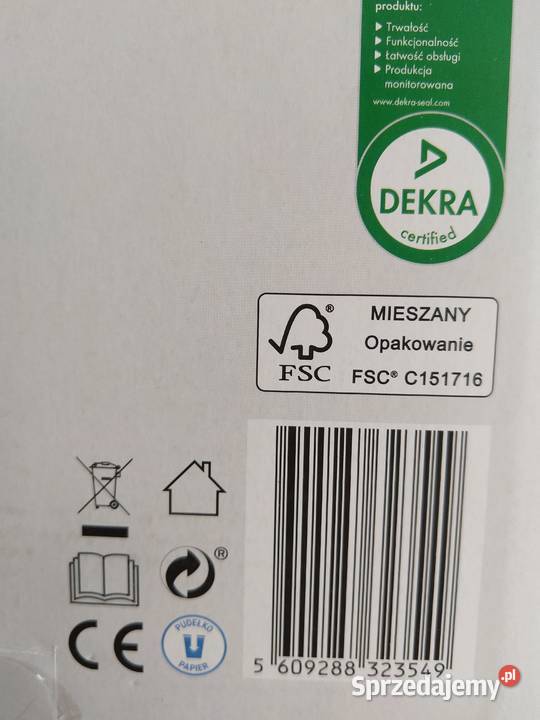 produktu:
Trwałość
Funkcjonalność
Łatwość obsługi
Produkcja
monitorowana
www.dekra-seal.com
DEKRA
certified
®
FSC
MIESZANY
Opakowanie
FSC® C151716
®
CE
PUDEŁKO
PAPIER
5 609288 323549
Sprzedajemy.pl